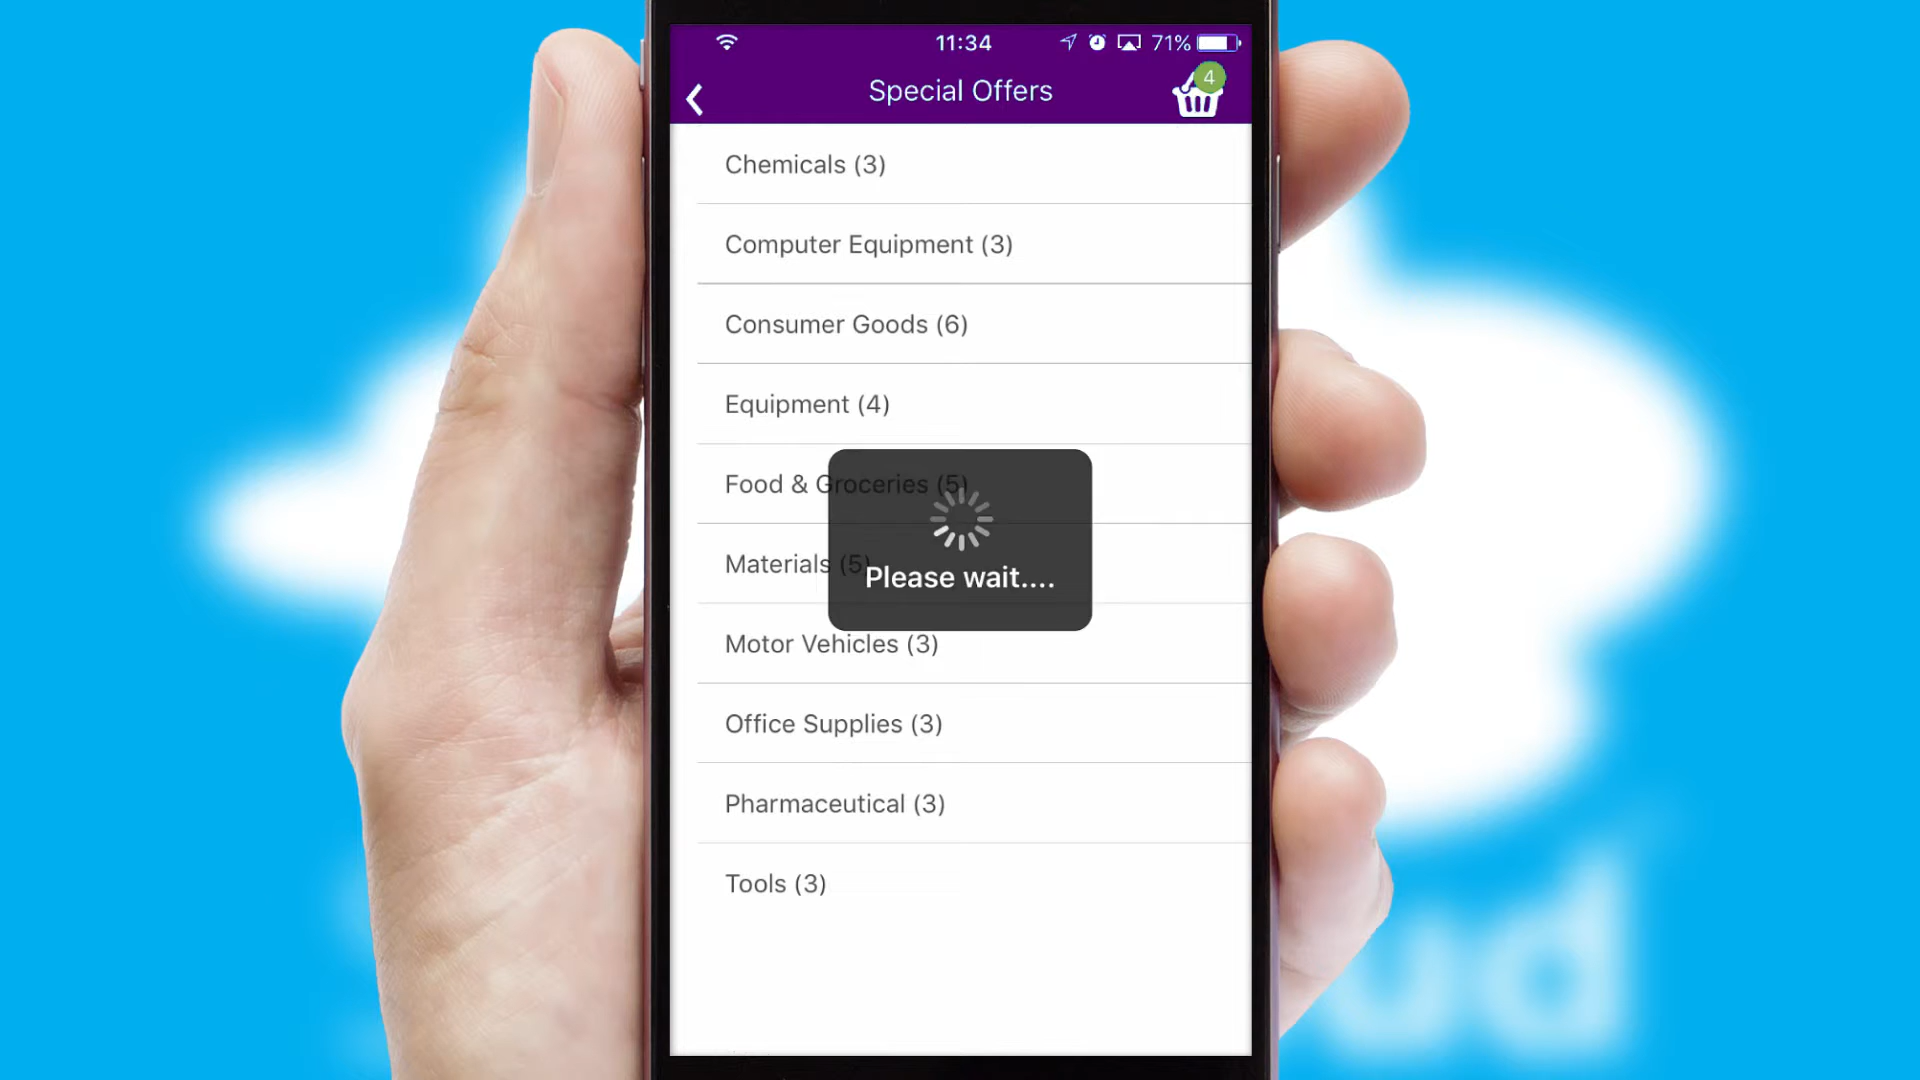 11:34
71%
Special Offers
4
Chemicals (3)
Computer Equipment (3)
Consumer Goods (6)
Equipment (4)
Food & Groceries (5)
Materials (5)
Please wait....
Motor Vehicles (3)
Office Supplies (3)
Pharmaceutical (3)
Tools (3)
ud